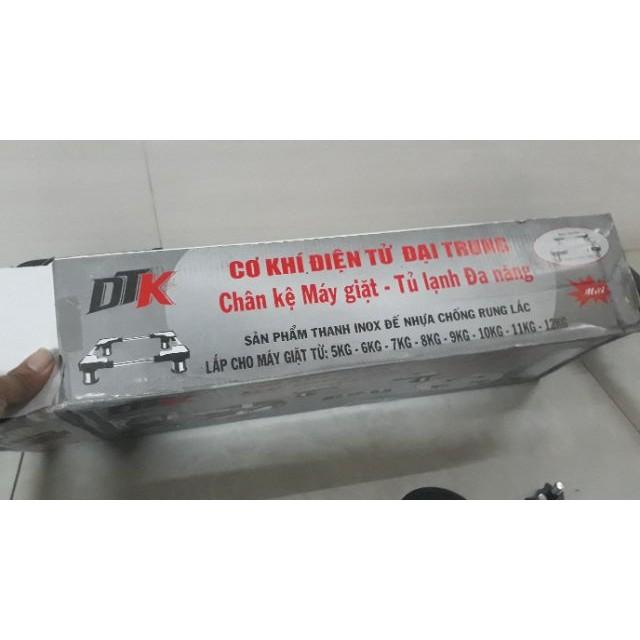 DTK
CƠ KHÍ ĐIỆN TỬ ĐẠI TRUNG
Chân kệ Máy giặt - Tủ lạnh Đa năng
Mới
SẢN PHẨM THANH INOX ĐẾ NHỰA CHỐNG RUNG LẮC
LẮP CHO MÁY GIẶT TỪ: 5KG - 6KG - 7KG - 8KG - 9KG - 10KG - 11KG - 12KG